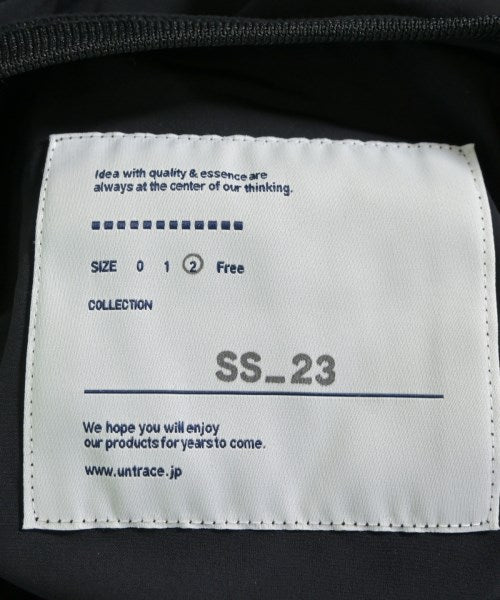 Idea with quality & essence are
always at the center of our thinking.
SIZE 0 1 2 Free
COLLECTION
SS_23
We hope you will enjoy
our products for years to come.
www.untrace.jp